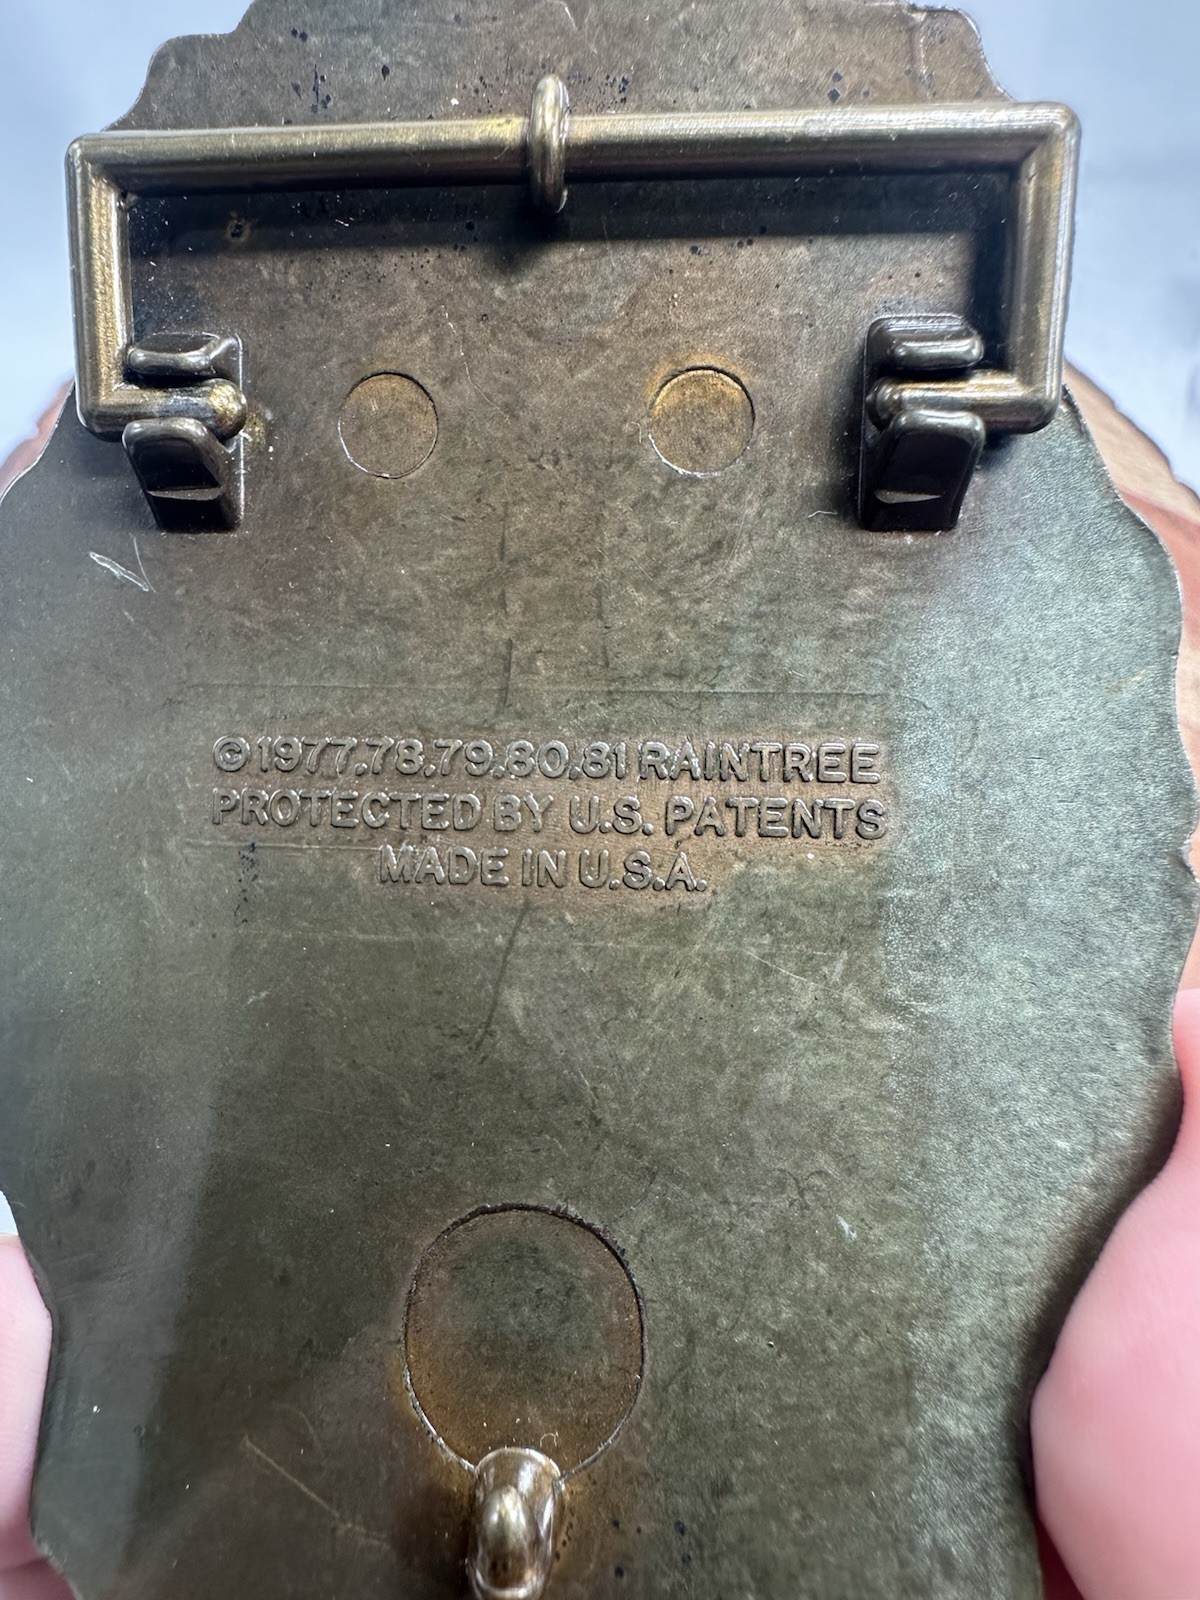 ©1977.78.79.80.81 RAINTREE
PROTECTED BY U.S. PATENTS
MADE IN U.S.A.